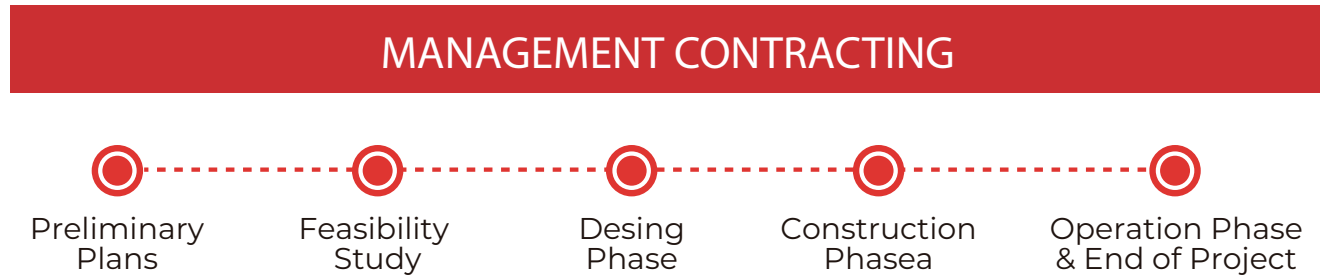 MANAGEMENT CONTRACTING
Preliminary
Plans
Feasibility
Study
Desing
Phase
Construction
Phasea
Operation Phase
& End of Project